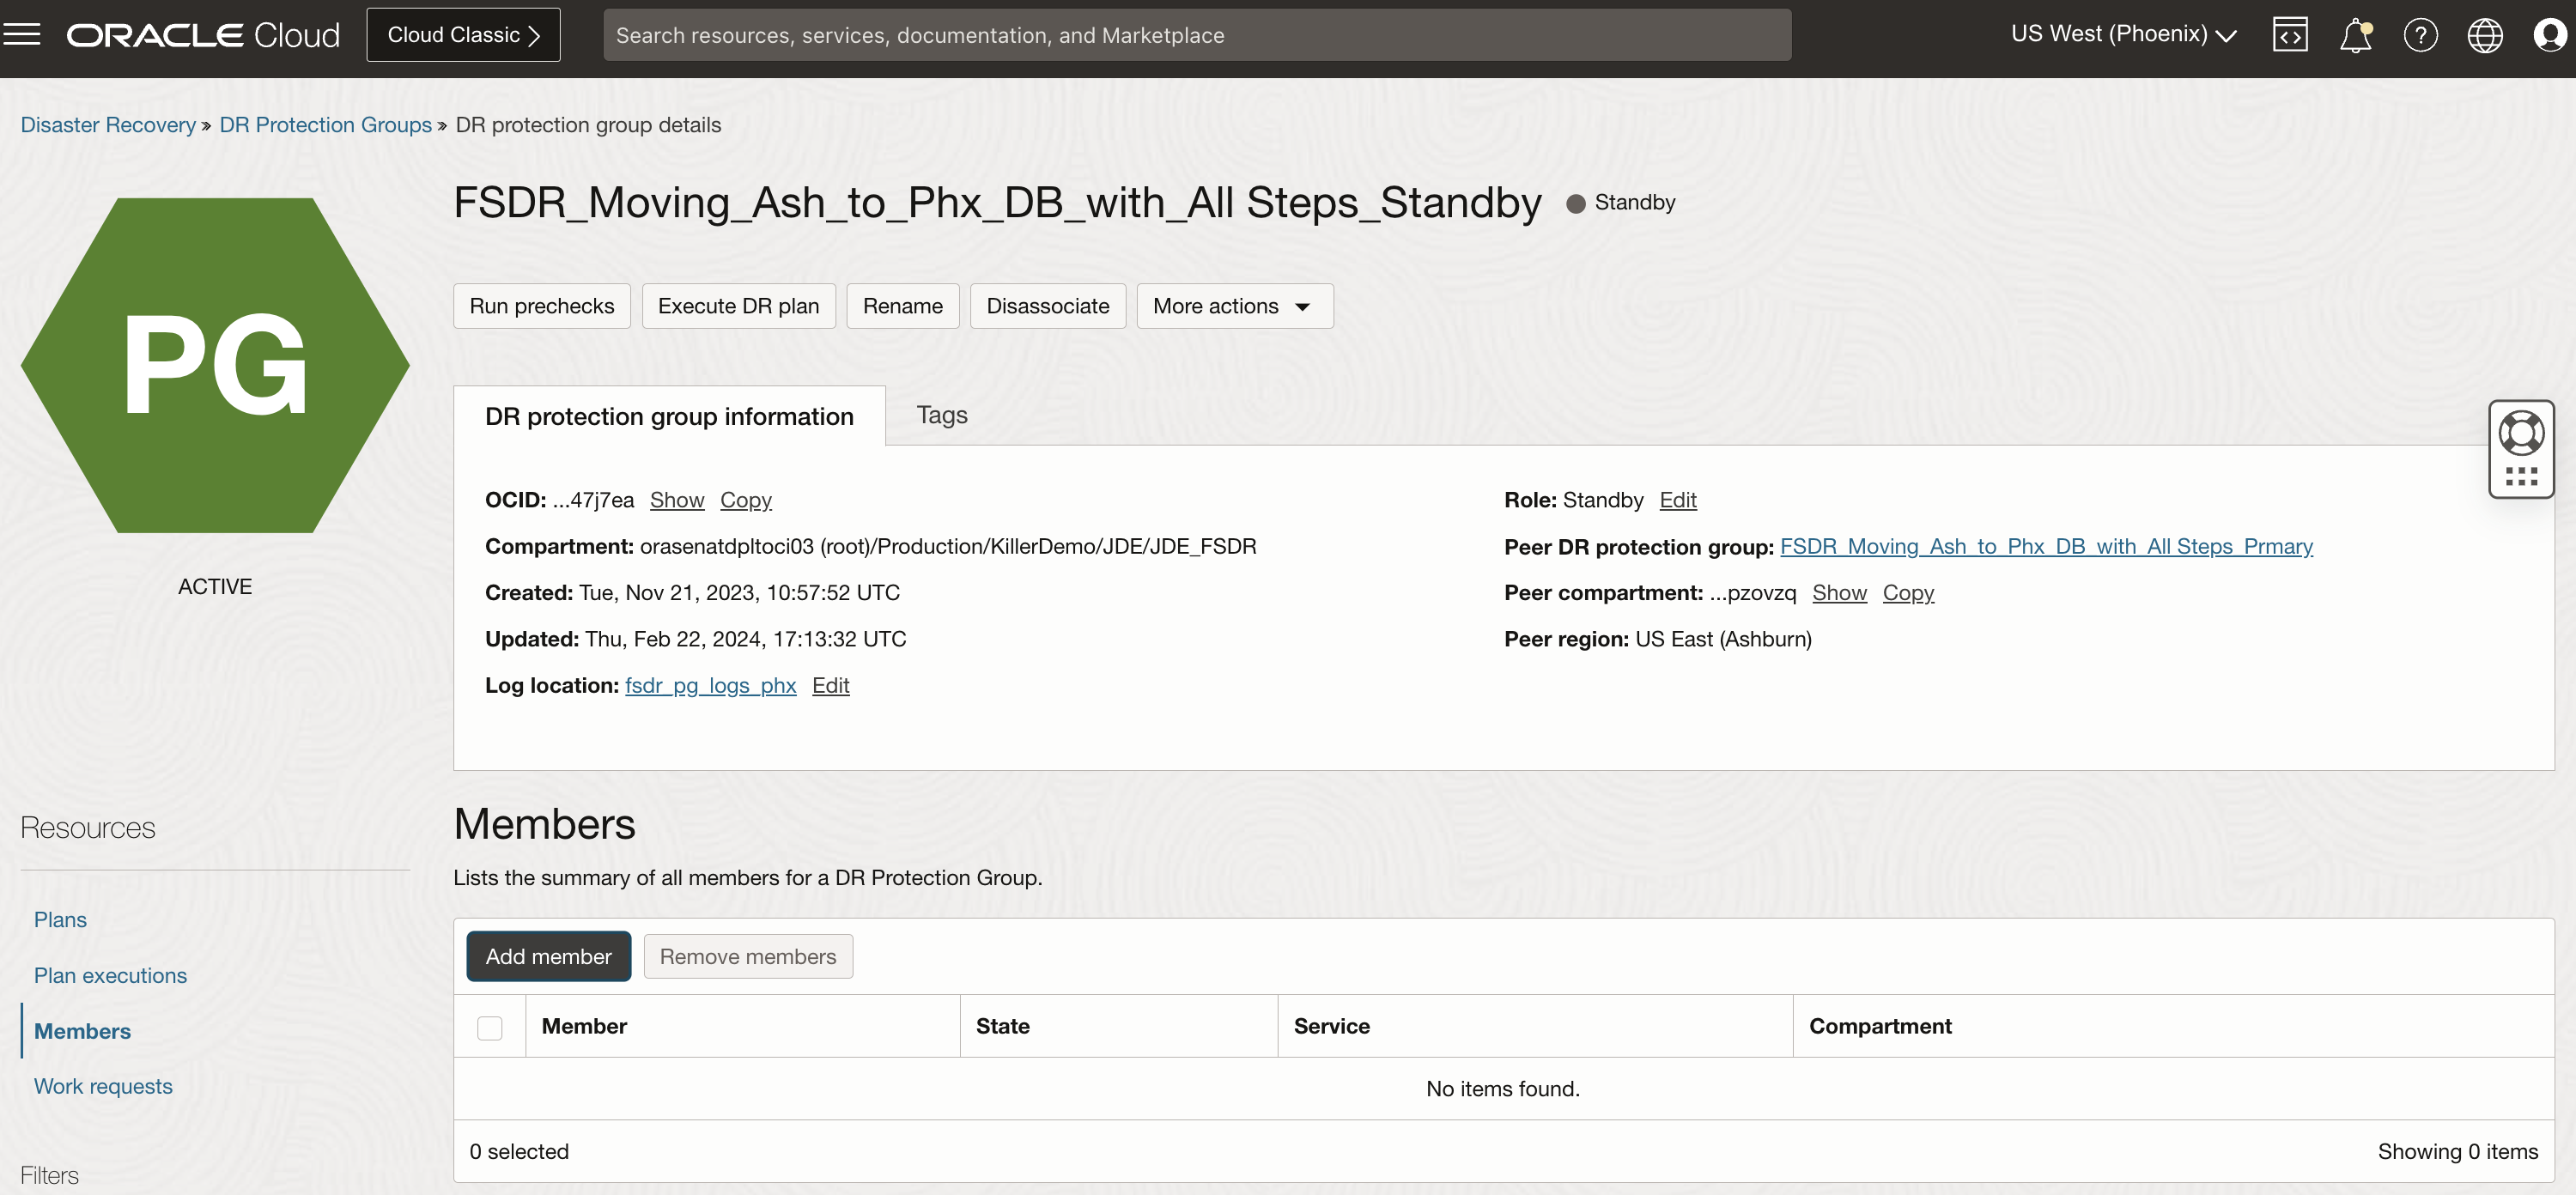 ORACLE Cloud
Cloud Classic
Search resources, services, documentation, and Marketplace
US West (Phoenix)
Disaster Recovery » DR Protection Groups » DR protection group details
PG
ACTIVE
FSDR_Moving_Ash_to_Phx_DB_with_All Steps_Standby
Standby
Run prechecks
Execute DR plan
Rename
Disassociate
More actions
DR protection group information
Tags
OCID: ...47j7ea Show Copy
Compartment: orasenatdpltoci03 (root)/Production/KillerDemo/JDE/JDE_FSDR
Created: Tue, Nov 21, 2023, 10:57:52 UTC
Updated: Thu, Feb 22, 2024, 17:13:32 UTC
Log location: fsdr_pg_logs_phx Edit
Role: Standby Edit
Peer DR protection group: FSDR_Moving_Ash_to_Phx_DB_with_All Steps_Prmary
Peer compartment: ...pzovzq Show Copy
Peer region: US East (Ashburn)
Resources
Plans
Plan executions
Members
Work requests
Filters
Members
Lists the summary of all members for a DR Protection Group.
Add member
Remove members
Member State Service Compartment
No items found.
0 selected
Showing 0 items